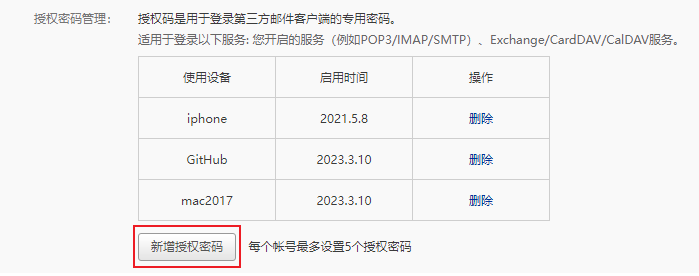 授权密码管理： 授权码是用于登录第三方邮件客户端的专用密码。
适用于登录以下服务: 您开启的服务（例如POP3/IMAP/SMTP）、Exchange/CardDAV/CalDAV服务。
使用设备 启用时间 操作
iphone 2021.5.8 删除
GitHub 2023.3.10 删除
mac2017 2023.3.10 删除
新增授权密码 每个帐号最多设置5个授权密码